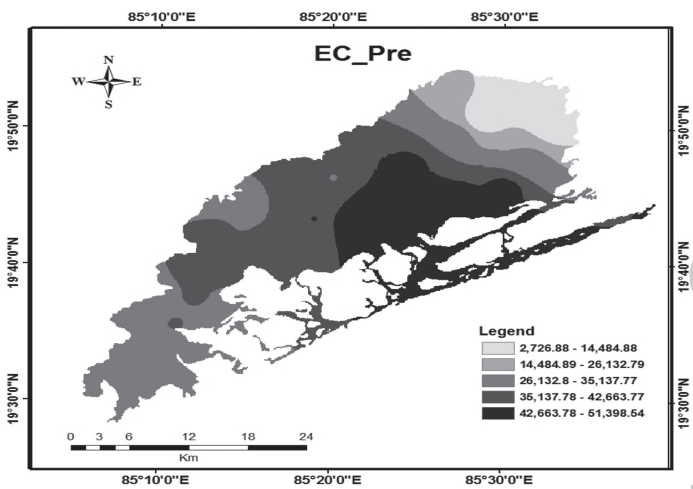 85°10'0"E 85°20'0"E 85°30'0"E
EC_Pre
N
W E
S
19°50'0"N 19°50'0"N
19°40'0"N 19°40'0"N
19°30'0"N 19°30'0"N
Legend
2,726.88 - 14,484.88
14,484.89 - 26,132.79
26,132.8 - 35,137.77
35,137.78 - 42,663.77
42,663.78 - 51,398.54
0 3 6 12 18 24
Km
85°10'0"E 85°20'0"E 85°30'0"E